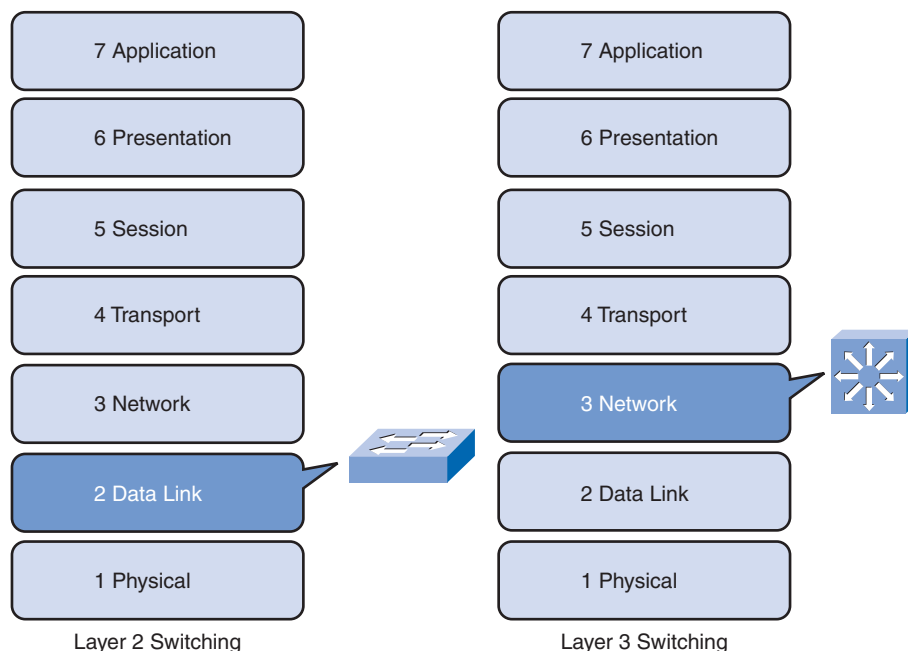 7 Application
6 Presentation
5 Session
4 Transport
3 Network
2 Data Link
1 Physical
Layer 2 Switching
7 Application
6 Presentation
5 Session
4 Transport
3 Network
2 Data Link
1 Physical
Layer 3 Switching